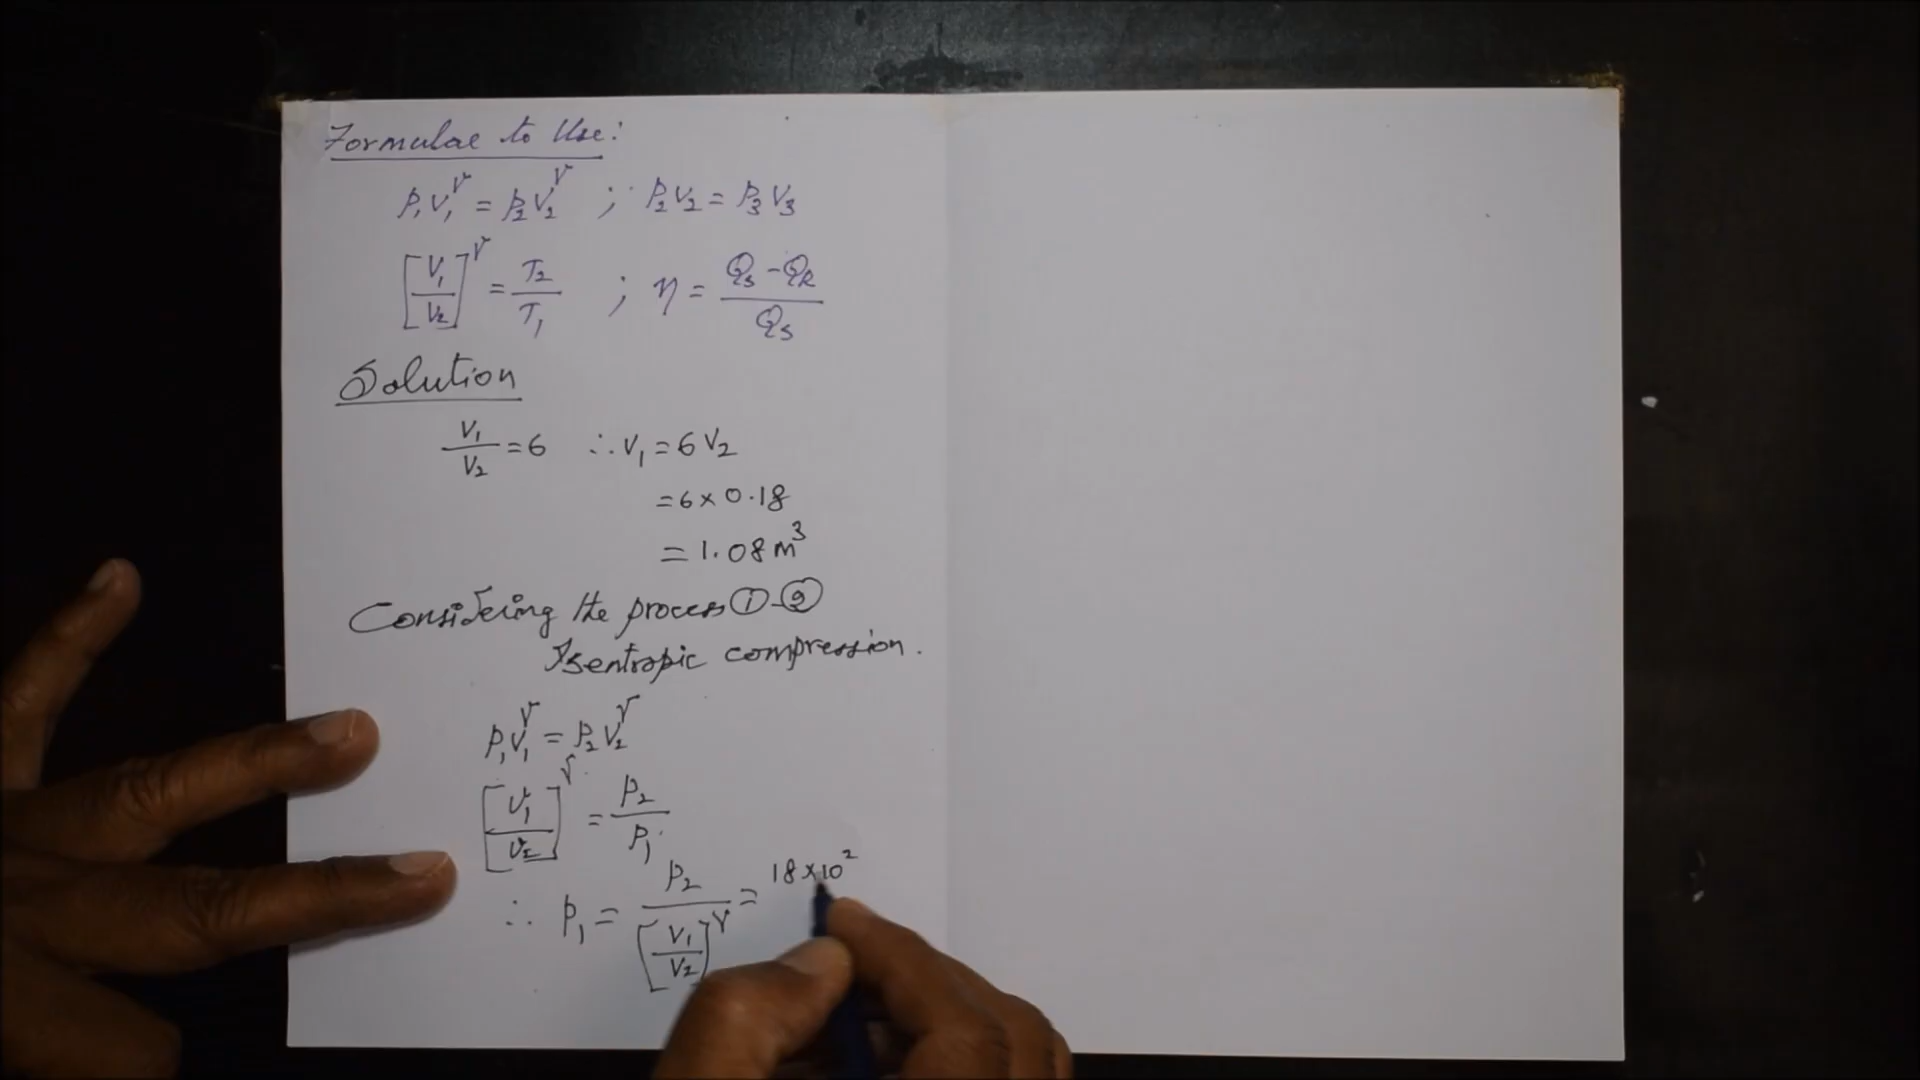 Formulae to Use:
P₁V₁^γ = P₂V₂^γ ; P₂V₂ = P₃V₃
[V₁/V₂]^γ = T₂/T₁ ; η = (Qs - QR)/Qs
Solution
V₁/V₂ = 6 ∴ V₁ = 6 V₂
= 6 × 0.18
= 1.08 m³
Considering the process ①-②
Isentropic compression.
P₁V₁^γ = P₂V₂^γ
[V₁/V₂]^γ = P₂/P₁
∴ P₁ = P₂/[V₁/V₂]^γ = 18×10²